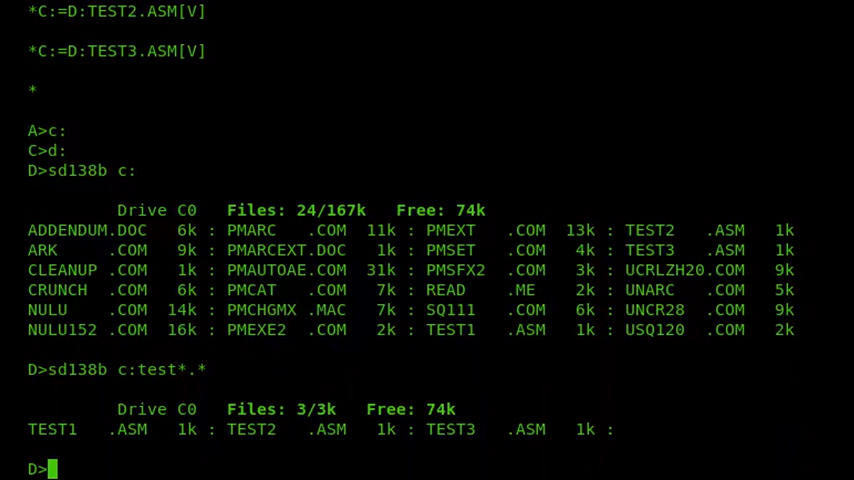 *C:=D:TEST2.ASM[V]
*C:=D:TEST3.ASM[V]
*
A>c:
C>d:
D>sd138b c:
Drive C0   Files: 24/167k   Free: 74k
ADDENDUM.DOC   6k : PMARC   .COM  11k : PMEXT   .COM  13k : TEST2   .ASM   1k
ARK     .COM   9k : PMARCEXT.DOC   1k : PMSET   .COM   4k : TEST3   .ASM   1k
CLEANUP .COM   1k : PMAUTOAE.COM  31k : PMSFX2  .COM   3k : UCRLZH20.COM   9k
CRUNCH  .COM   6k : PMCAT   .COM   7k : READ    .ME    2k : UNARC   .COM   5k
NULU    .COM  14k : PMCHGMX .MAC   7k : SQ111   .COM   6k : UNCR28  .COM   9k
NULU152 .COM  16k : PMEXE2  .COM   2k : TEST1   .ASM   1k : USQ120  .COM   2k
D>sd138b c:test*.*
Drive C0   Files: 3/3k   Free: 74k
TEST1   .ASM   1k : TEST2   .ASM   1k : TEST3   .ASM   1k :
D>